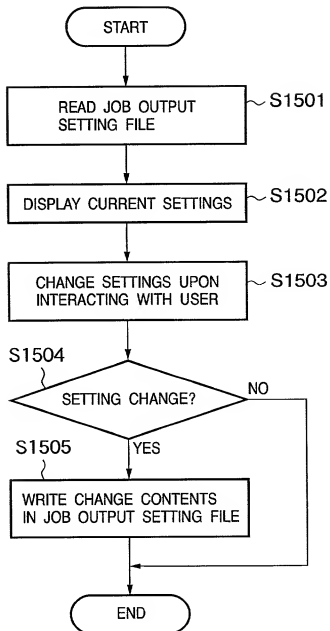 START
READ JOB OUTPUT
SETTING FILE
S1501
DISPLAY CURRENT SETTINGS
S1502
CHANGE SETTINGS UPON
INTERACTING WITH USER
S1503
S1504
SETTING CHANGE?
NO
YES
S1505
WRITE CHANGE CONTENTS
IN JOB OUTPUT SETTING FILE
END